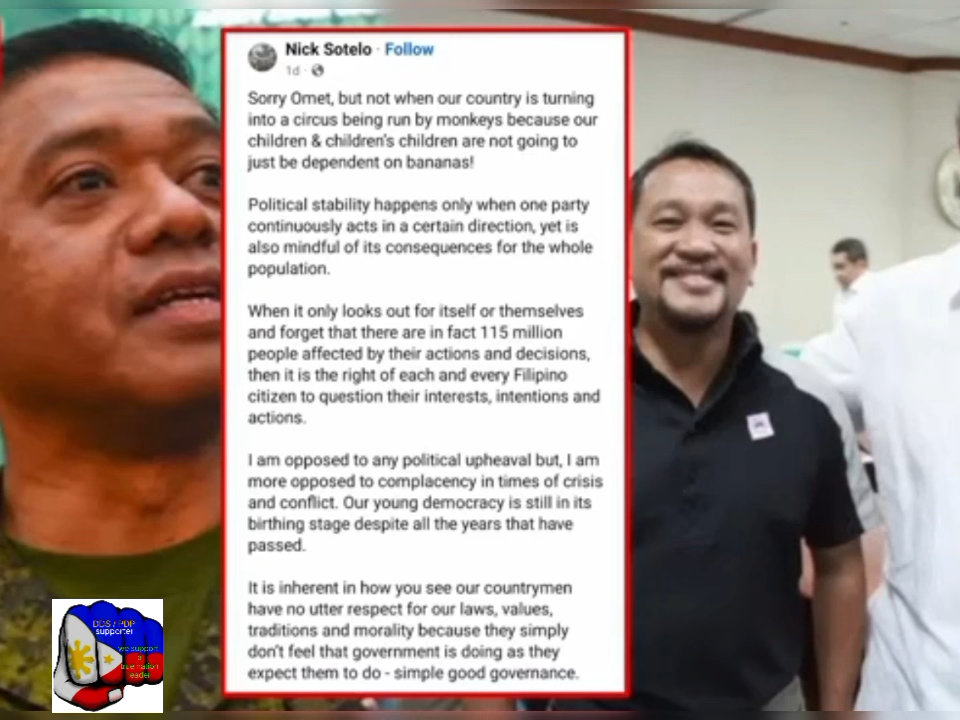 Nick Sotelo · Follow
1d ·
Sorry Omet, but not when our country is turning
into a circus being run by monkeys because our
children & children's children are not going to
just be dependent on bananas!
Political stability happens only when one party
continuously acts in a certain direction, yet is
also mindful of its consequences for the whole
population.
When it only looks out for itself or themselves
and forget that there are in fact 115 million
people affected by their actions and decisions,
then it is the right of each and every Filipino
citizen to question their interests, intentions and
actions.
I am opposed to any political upheaval but, I am
more opposed to complacency in times of crisis
and conflict. Our young democracy is still in its
birthing stage despite all the years that have
passed.
It is inherent in how you see our countrymen
have no utter respect for our laws, values,
traditions and morality because they simply
don't feel that government is doing as they
expect them to do - simple good governance.
DDS / PDP
supporter
we support
true nation